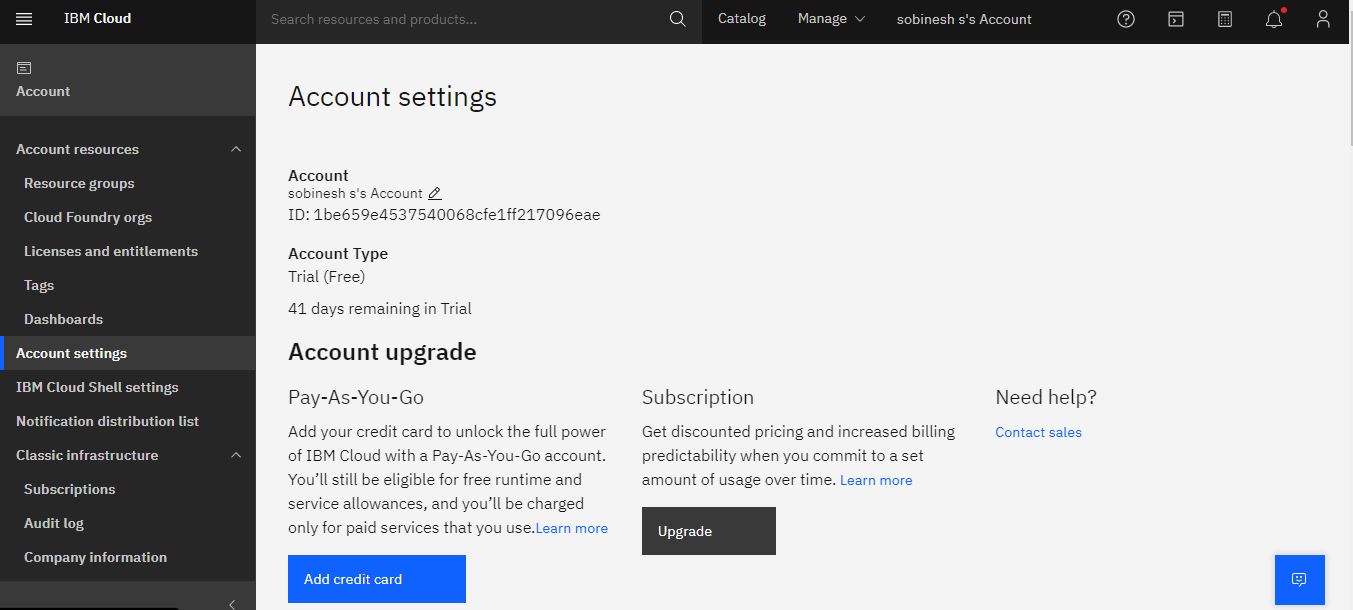 IBM Cloud
Search resources and products...
Catalog
Manage
sobinesh s's Account
Account
Account resources
Resource groups
Cloud Foundry orgs
Licenses and entitlements
Tags
Dashboards
Account settings
IBM Cloud Shell settings
Notification distribution list
Classic infrastructure
Subscriptions
Audit log
Company information
Account settings
Account
sobinesh s's Account
ID: 1be659e4537540068cfe1ff217096eae
Account Type
Trial (Free)
41 days remaining in Trial
Account upgrade
Pay-As-You-Go
Add your credit card to unlock the full power
of IBM Cloud with a Pay-As-You-Go account.
You’ll still be eligible for free runtime and
service allowances, and you’ll be charged
only for paid services that you use.Learn more
Add credit card
Subscription
Get discounted pricing and increased billing
predictability when you commit to a set
amount of usage over time. Learn more
Upgrade
Need help?
Contact sales